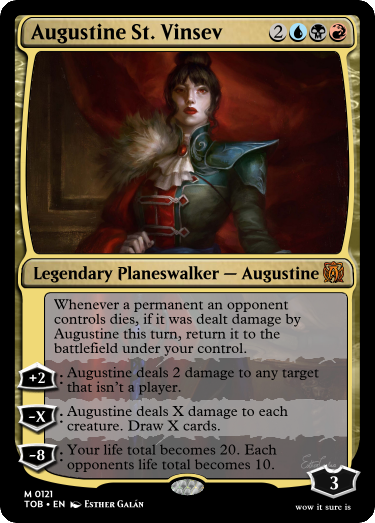 Augustine St. Vinsev 2
Legendary Planeswalker — Augustine
Whenever a permanent an opponent
controls dies, if it was dealt damage by
Augustine this turn, return it to the
battlefield under your control.
+2: Augustine deals 2 damage to any target
that isn't a player.
-X: Augustine deals X damage to each
creature. Draw X cards.
-8: Your life total becomes 20. Each
opponents life total becomes 10.
3
M 0121
TOB • EN Esther Galán
wow it sure is